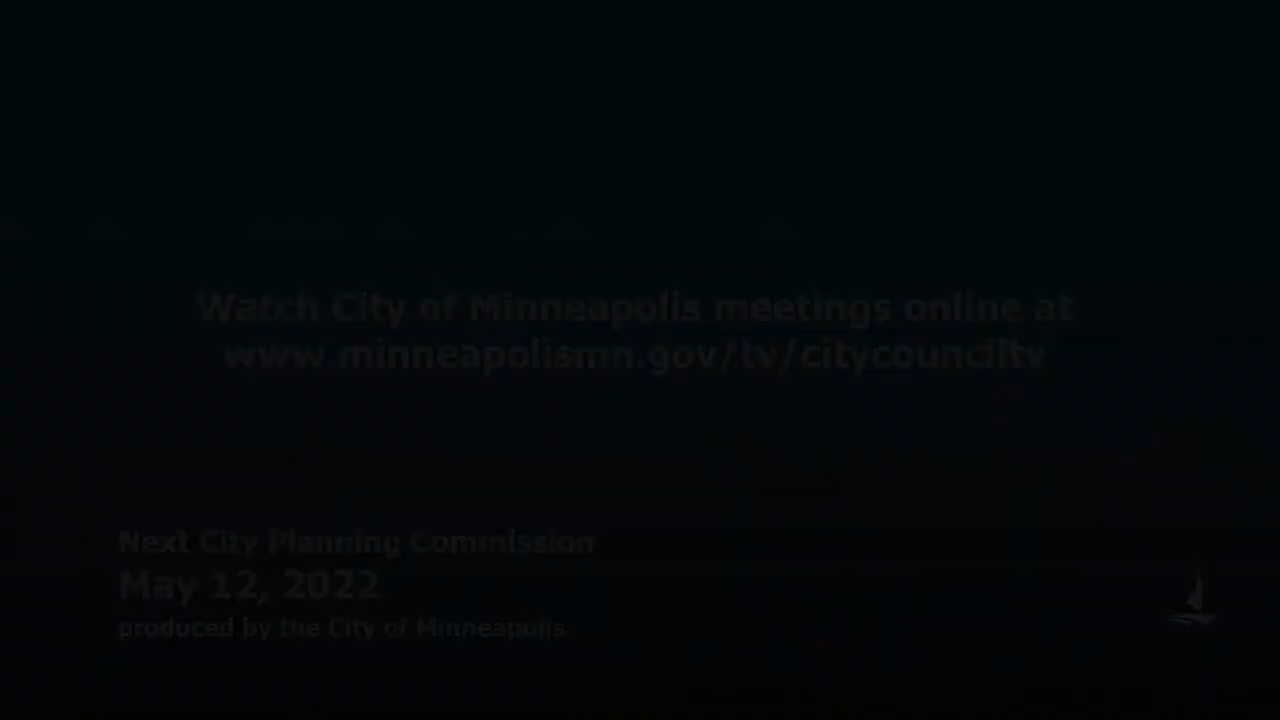 Watch City of Minneapolis meetings online at
www.minneapolismn.gov/tv/citycounciltv
Next City Planning Commission
May 12, 2022
produced by the City of Minneapolis